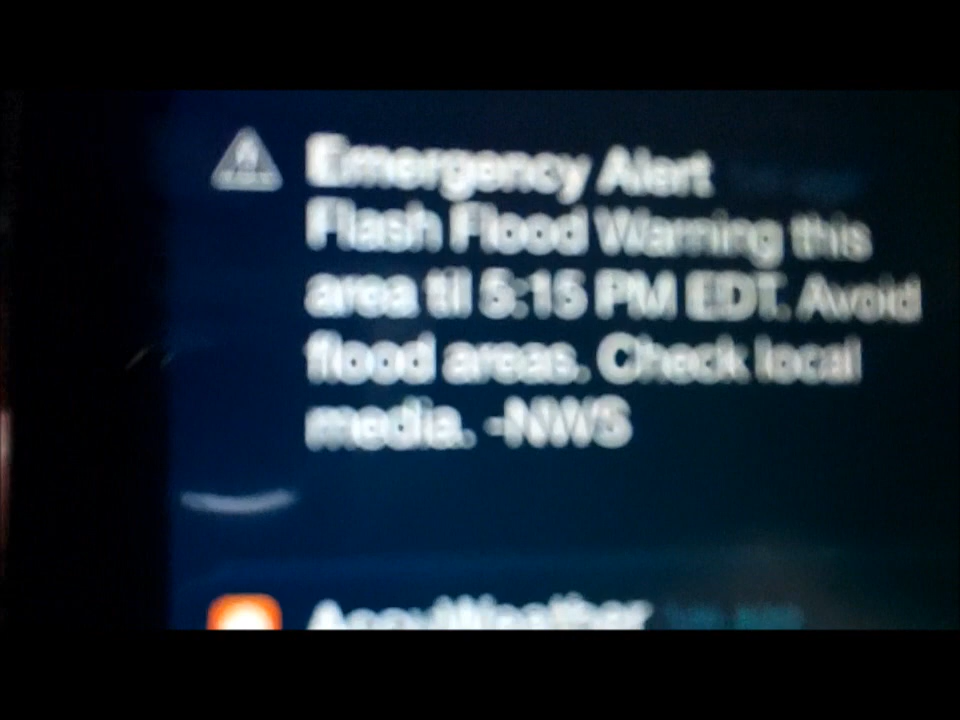 Emergency Alert
Flash Flood Warning this
area til 5:15 PM EDT. Avoid
flood areas. Check local
media. -NWS
AccuWeather